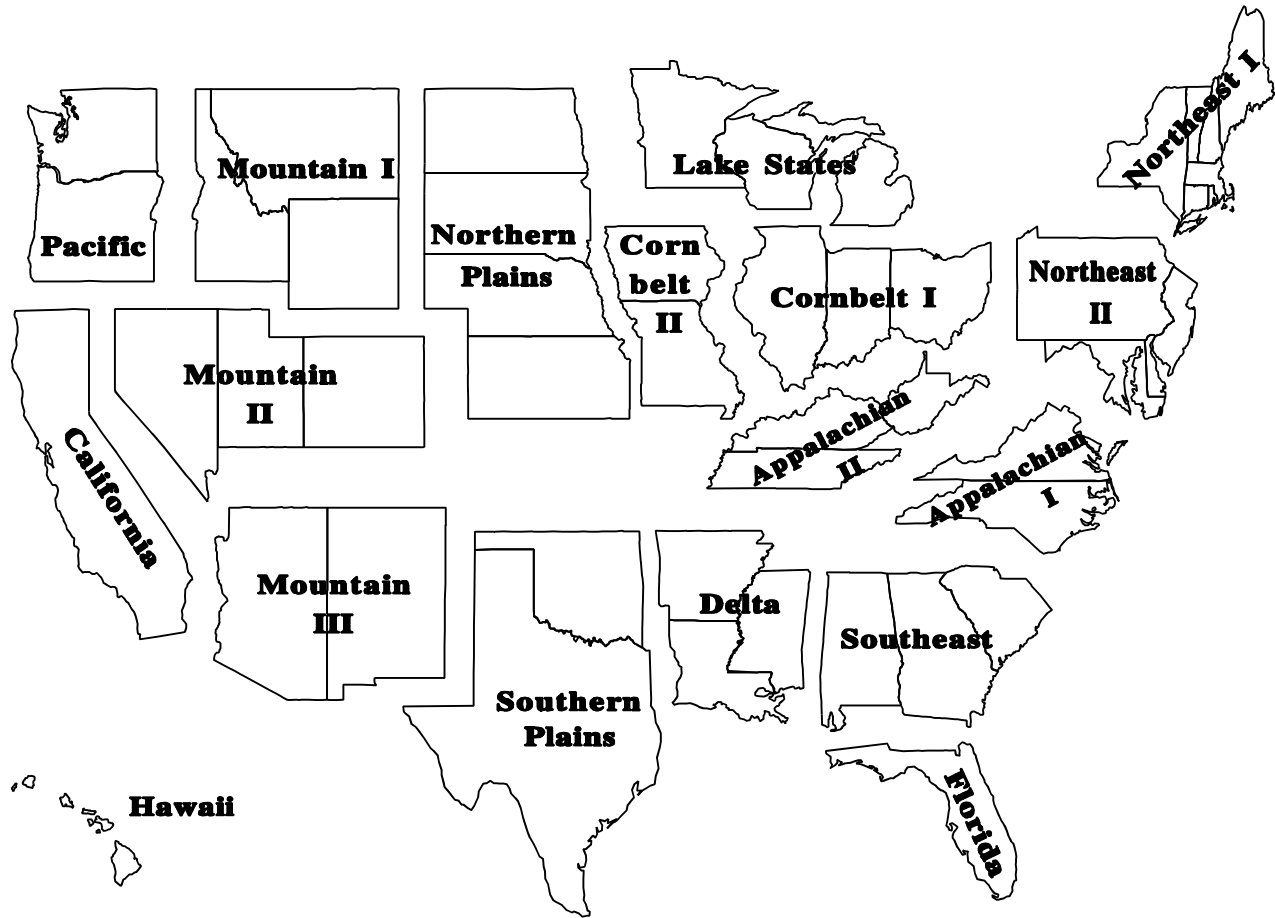 Northeast I
Mountain I
Lake States
Pacific
Northern
Plains
Corn
belt
II
Cornbelt I
Northeast
II
Mountain
II
California
Appalachian
II
Appalachian
I
Mountain
III
Delta
Southeast
Southern
Plains
Hawaii
Florida